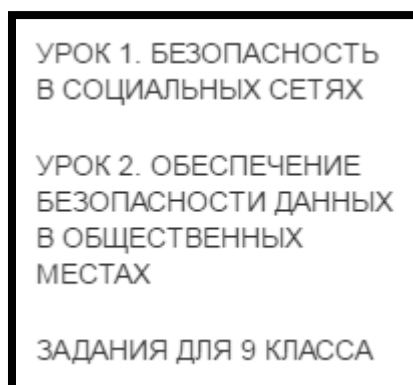 УРОК 1. БЕЗОПАСНОСТЬ
В СОЦИАЛЬНЫХ СЕТЯХ
УРОК 2. ОБЕСПЕЧЕНИЕ
БЕЗОПАСНОСТИ ДАННЫХ
В ОБЩЕСТВЕННЫХ
МЕСТАХ
ЗАДАНИЯ ДЛЯ 9 КЛАССА